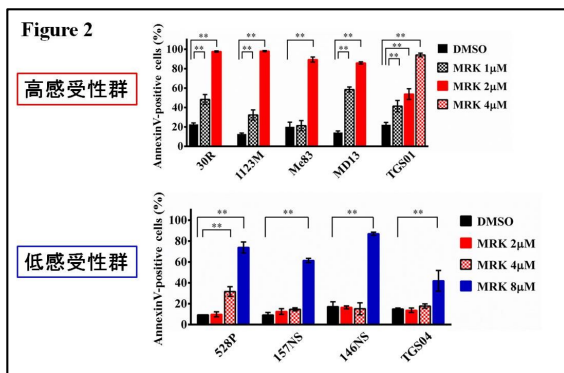 Figure 2
高感受性群
AnnexinV-positive cells (%)
100
80
60
40
20
0
** ** ** ** ** ** ** ** ** ** **
30R 1123M Me83 MD13 TGS01
DMSO
MRK 1μM
MRK 2μM
MRK 4μM
低感受性群
AnnexinV-positive cells (%)
100
80
60
40
20
0
** ** ** ** **
528P 157NS 146NS TGS04
DMSO
MRK 2μM
MRK 4μM
MRK 8μM